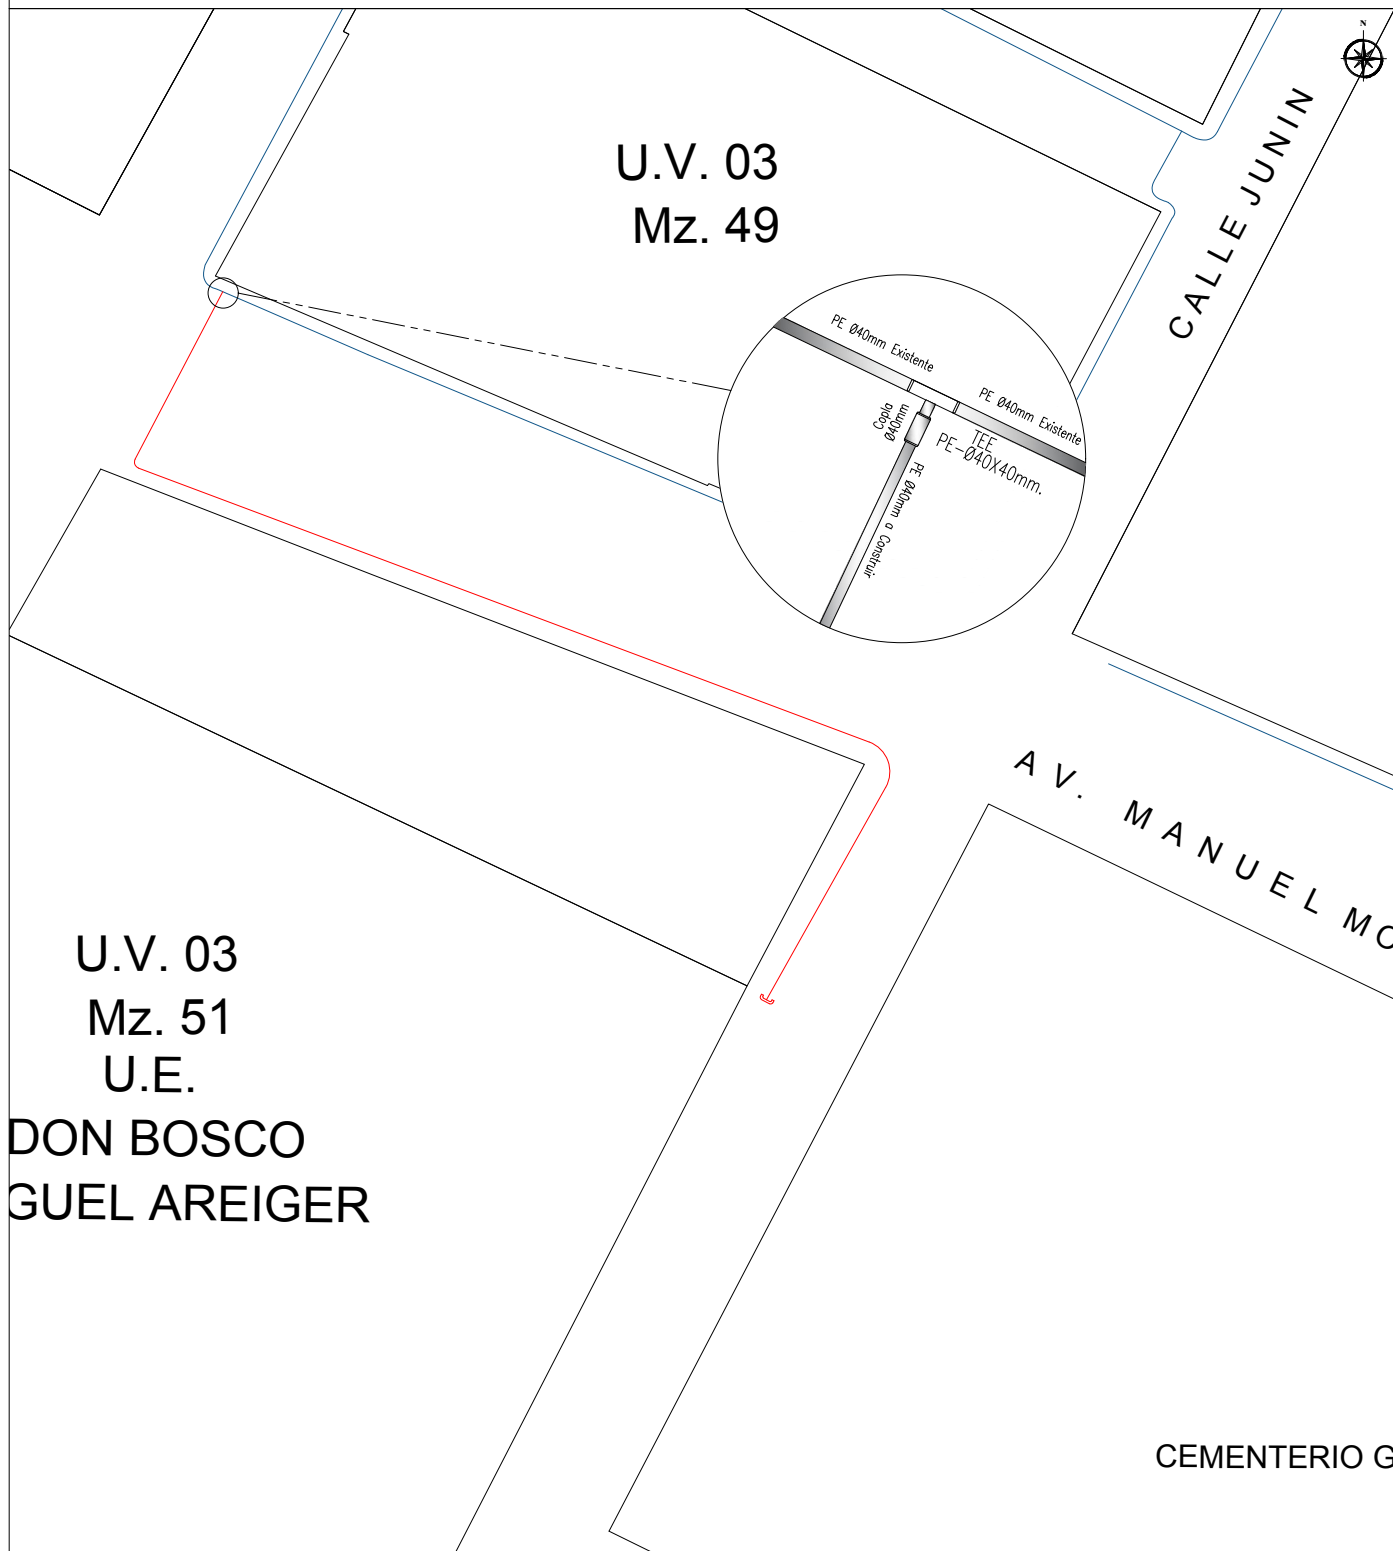 N
U.V. 03
Mz. 49
CALLE JUNIN
PE Ø40mm Existente
PE Ø40mm Existente
Copla
Ø40mm
TEE
PE-Ø40X40mm.
PE Ø40mm a Construir
AV. MANUEL MO
U.V. 03
Mz. 51
U.E.
DON BOSCO
GUEL AREIGER
CEMENTERIO G